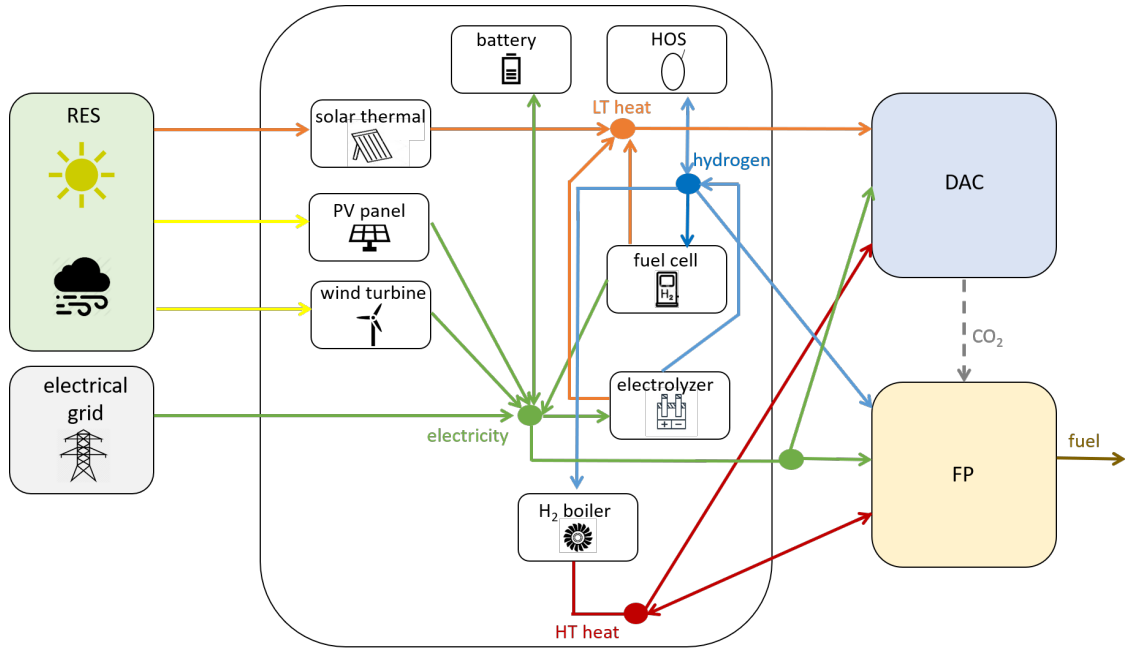 battery
HOS
RES
solar thermal
LT heat
hydrogen
DAC
PV panel
wind turbine
fuel cell
H₂.
CO₂
electrical
grid
electricity
electrolyzer
fuel
FP
H₂ boiler
HT heat